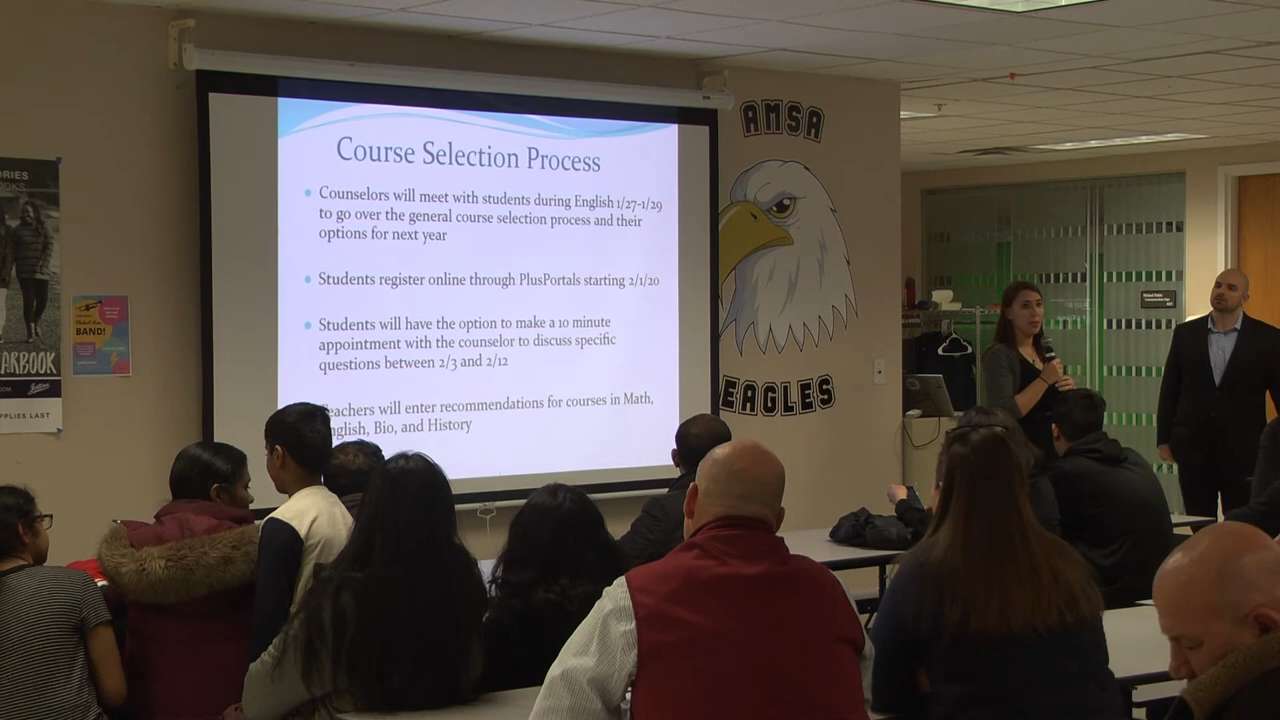 Course Selection Process
Counselors will meet with students during English 1/27-1/29
to go over the general course selection process and their
options for next year
Students register online through PlusPortals starting 2/1/20
Students will have the option to make a 10 minute
appointment with the counselor to discuss specific
questions between 2/3 and 2/12
eachers will enter recommendations for courses in Math,
nglish, Bio, and History
AMSA
EAGLES
ORIES
OOKS
EARBOOK
PPLIES LAST
BAND!